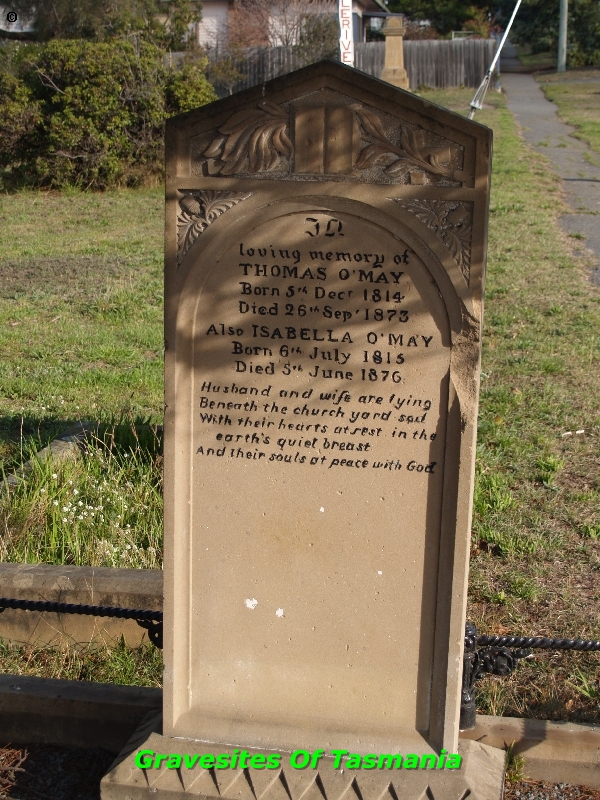 ©
LERIVE
In
loving memory of
THOMAS O'MAY
Born 5th Decr 1814
Died 26th Sepr 1873
Also ISABELLA O'MAY
Born 6th July 1815
Died 5th June 1876
Husband and wife are lying
Beneath the church yard sod
With their hearts at rest in the
earth's quiet breast
And their souls at peace with God
Gravesites Of Tasmania